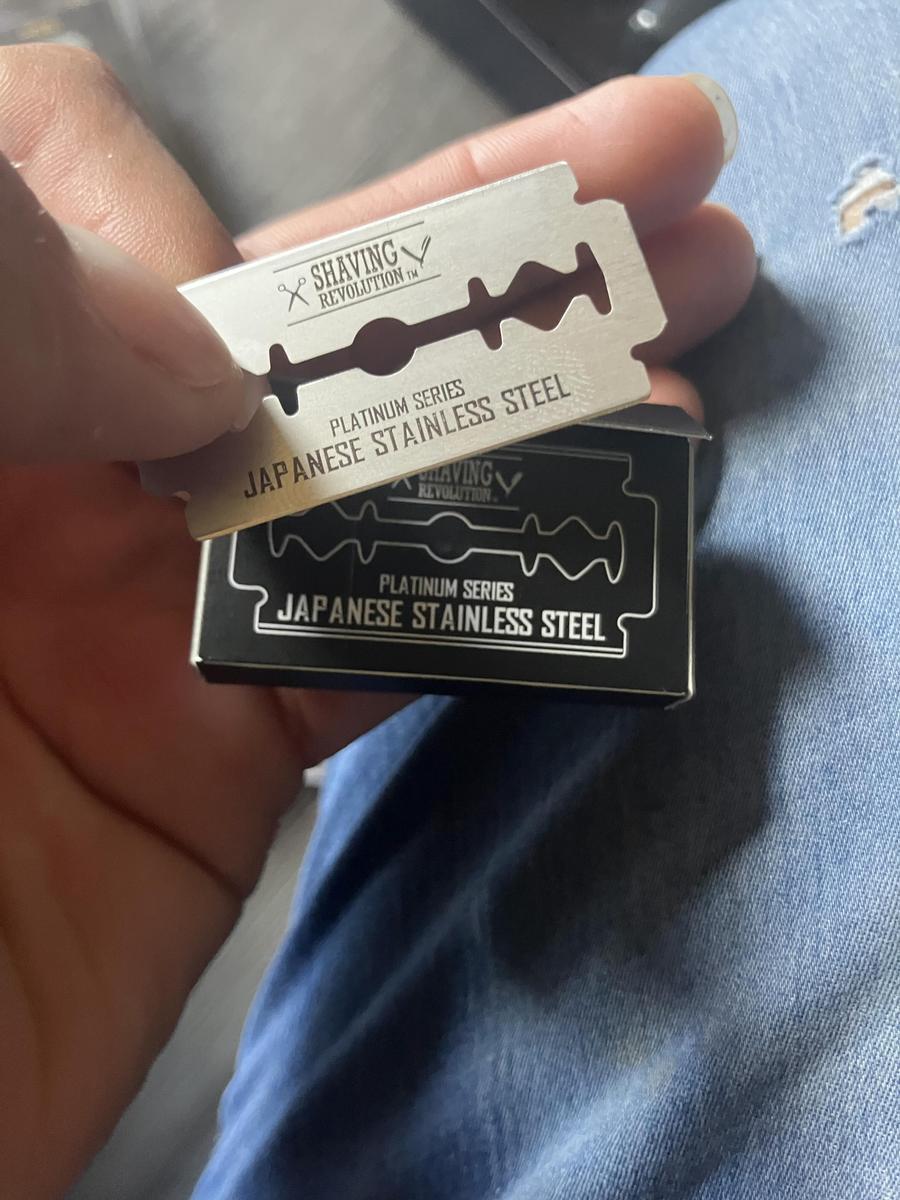 SHAVING
REVOLUTION™
PLATINUM SERIES
JAPANESE STAINLESS STEEL
SHAVING
REVOLUTION
PLATINUM SERIES
JAPANESE STAINLESS STEEL